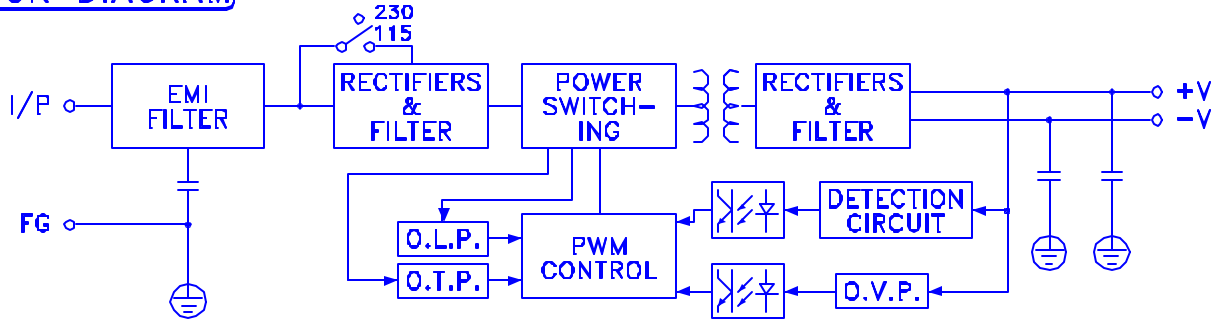 230
115
I/P
EMI
FILTER
RECTIFIERS
&
FILTER
POWER
SWITCH-
ING
RECTIFIERS
&
FILTER
+V
-V
FG
O.L.P.
O.T.P.
PWM
CONTROL
DETECTION
CIRCUIT
O.V.P.